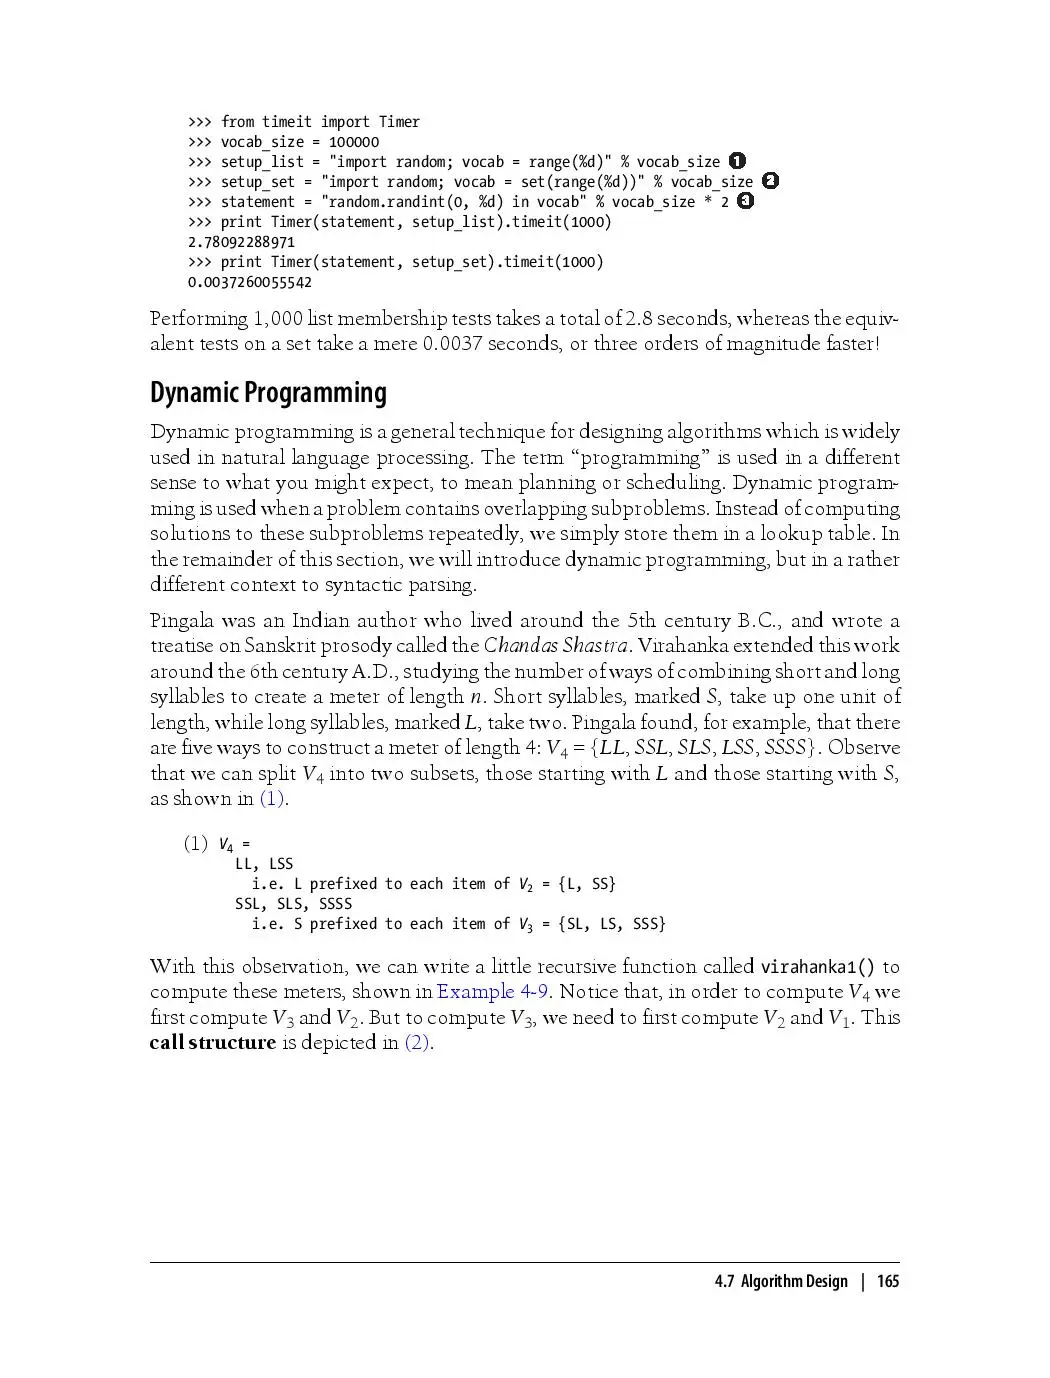 >>> from timeit import Timer
>>> vocab_size = 100000
>>> setup_list = "import random; vocab = range(%d)" % vocab_size ❶
>>> setup_set = "import random; vocab = set(range(%d))" % vocab_size ❷
>>> statement = "random.randint(0, %d) in vocab" % vocab_size * 2 ❸
>>> print Timer(statement, setup_list).timeit(1000)
2.78092288971
>>> print Timer(statement, setup_set).timeit(1000)
0.0037260055542
Performing 1,000 list membership tests takes a total of 2.8 seconds, whereas the equiv-
alent tests on a set take a mere 0.0037 seconds, or three orders of magnitude faster!
Dynamic Programming
Dynamic programming is a general technique for designing algorithms which is widely
used in natural language processing. The term “programming” is used in a different
sense to what you might expect, to mean planning or scheduling. Dynamic program-
ming is used when a problem contains overlapping subproblems. Instead of computing
solutions to these subproblems repeatedly, we simply store them in a lookup table. In
the remainder of this section, we will introduce dynamic programming, but in a rather
different context to syntactic parsing.
Pingala was an Indian author who lived around the 5th century B.C., and wrote a
treatise on Sanskrit prosody called the Chandas Shastra. Virahanka extended this work
around the 6th century A.D., studying the number of ways of combining short and long
syllables to create a meter of length n. Short syllables, marked S, take up one unit of
length, while long syllables, marked L, take two. Pingala found, for example, that there
are five ways to construct a meter of length 4: V4 = {LL, SSL, SLS, LSS, SSSS}. Observe
that we can split V4 into two subsets, those starting with L and those starting with S,
as shown in (1).
(1) V4 =
LL, LSS
i.e. L prefixed to each item of V2 = {L, SS}
SSL, SLS, SSSS
i.e. S prefixed to each item of V3 = {SL, LS, SSS}
With this observation, we can write a little recursive function called virahanka1() to
compute these meters, shown in Example 4-9. Notice that, in order to compute V4 we
first compute V3 and V2. But to compute V3, we need to first compute V2 and V1. This
call structure is depicted in (2).
4.7 Algorithm Design | 165